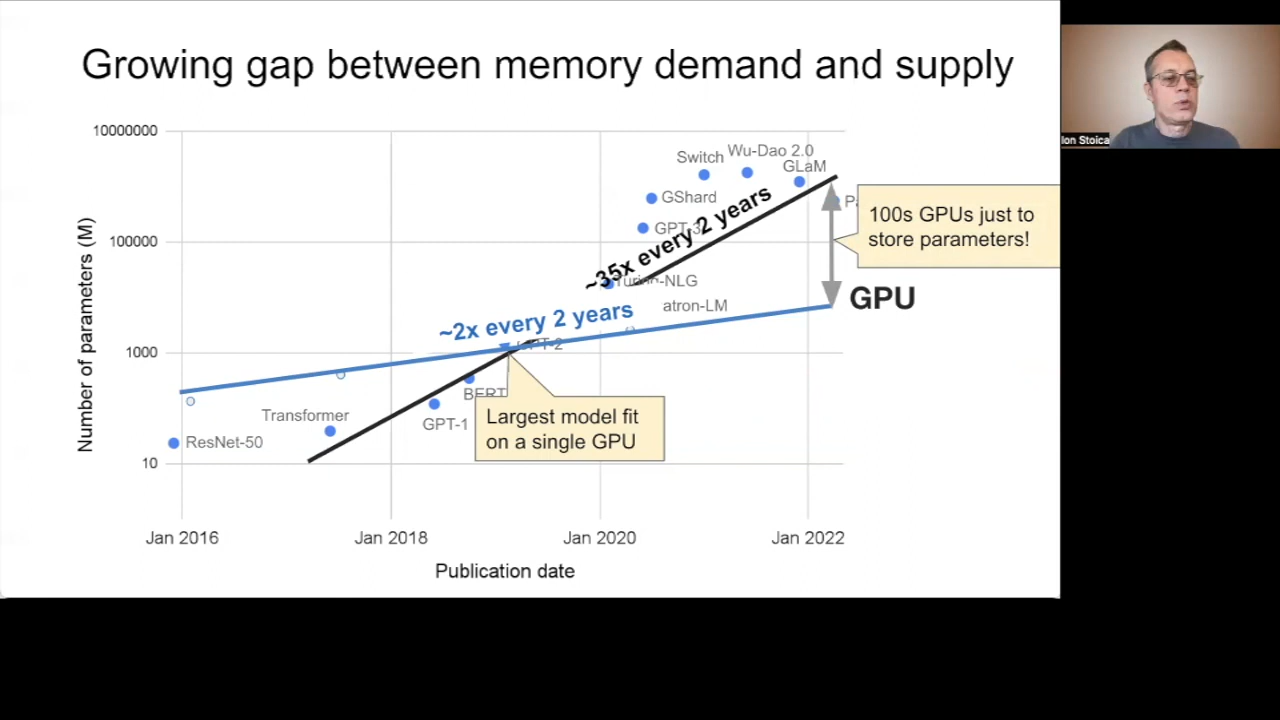 Growing gap between memory demand and supply
Ion Stoica
10000000
100000
1000
10
Number of parameters (M)
Switch
Wu-Dao 2.0
GLaM
GShard
GPT-3
~35x every 2 years
100s GPUs just to
store parameters!
Turing-NLG
atron-LM
GPU
~2x every 2 years
GPT-2
BERT
GPT-1
Transformer
ResNet-50
Largest model fit
on a single GPU
Jan 2016
Jan 2018
Jan 2020
Jan 2022
Publication date